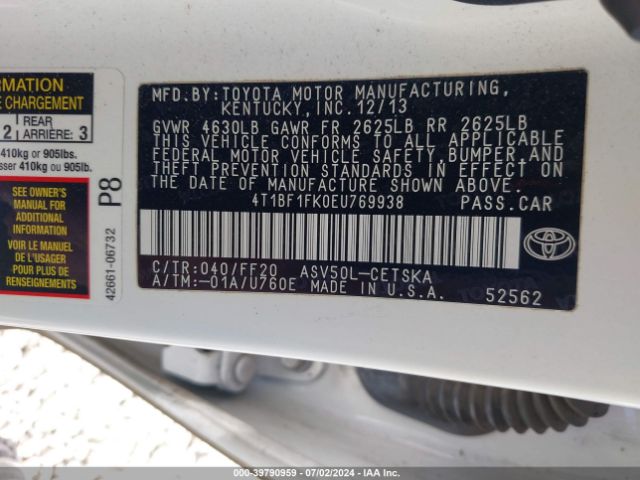 RMATION
E CHARGEMENT
REAR
2 ARRIÈRE: 3
410kg or 905lbs.
sser 410kg ou 905lb.
SEE OWNER'S
MANUAL FOR
ADDITIONAL
INFORMATION
VOIR LE MANUEL
DE L'USAGER
POUR PLUS DE
RENSEIGNEMENTS
P8
42661-06732
MFD.BY:TOYOTA MOTOR MANUFACTURING,
KENTUCKY,INC.12/13
GVWR 4630LB GAWR FR 2625LB RR 2625LB
THIS VEHICLE CONFORMS TO ALL APPLICABLE
FEDERAL MOTOR VEHICLE SAFETY,BUMPER,AND
THEFT PREVENTION STANDARDS IN EFFECT ON
THE DATE OF MANUFACTURE SHOWN ABOVE.
4T1BF1FK0EU769938 PASS.CAR
C/TR:040/FF20 ASV50L-CETSKA
A/TM:-01A/U760E MADE IN U.S.A. 52562
000-39790959 - 07/02/2024 - IAA Inc.